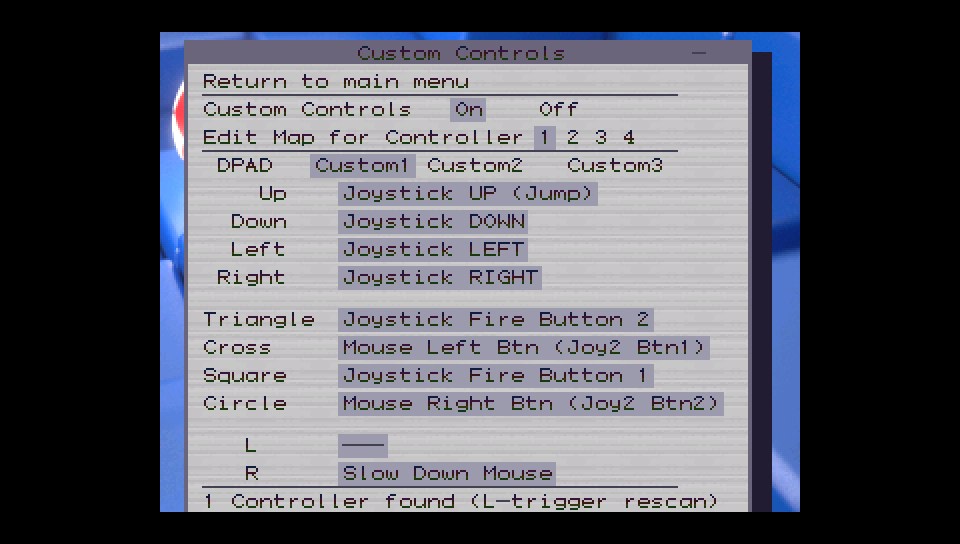 Custom Controls
Return to main menu
Custom Controls On Off
Edit Map for Controller 1 2 3 4
DPAD Custom1 Custom2 Custom3
Up Joystick UP (Jump)
Down Joystick DOWN
Left Joystick LEFT
Right Joystick RIGHT
Triangle Joystick Fire Button 2
Cross Mouse Left Btn (Joy2 Btn1)
Square Joystick Fire Button 1
Circle Mouse Right Btn (Joy2 Btn2)
L ----
R Slow Down Mouse
1 Controller found (L-trigger rescan)